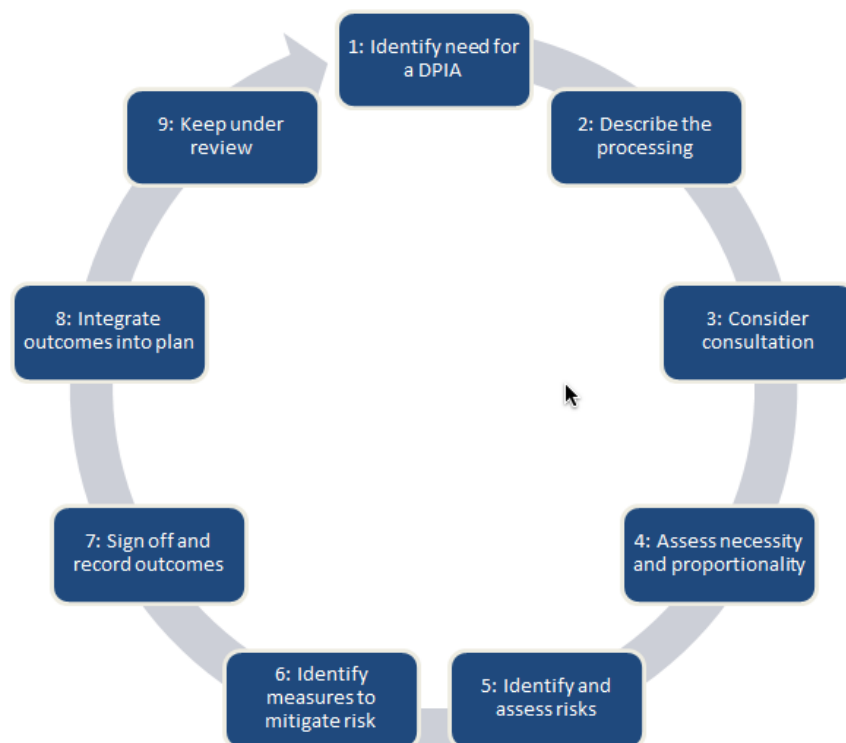 1: Identify need for
a DPIA
2: Describe the
processing
3: Consider
consultation
4: Assess necessity
and proportionality
5: Identify and
assess risks
6: Identify
measures to
mitigate risk
7: Sign off and
record outcomes
8: Integrate
outcomes into plan
9: Keep under
review